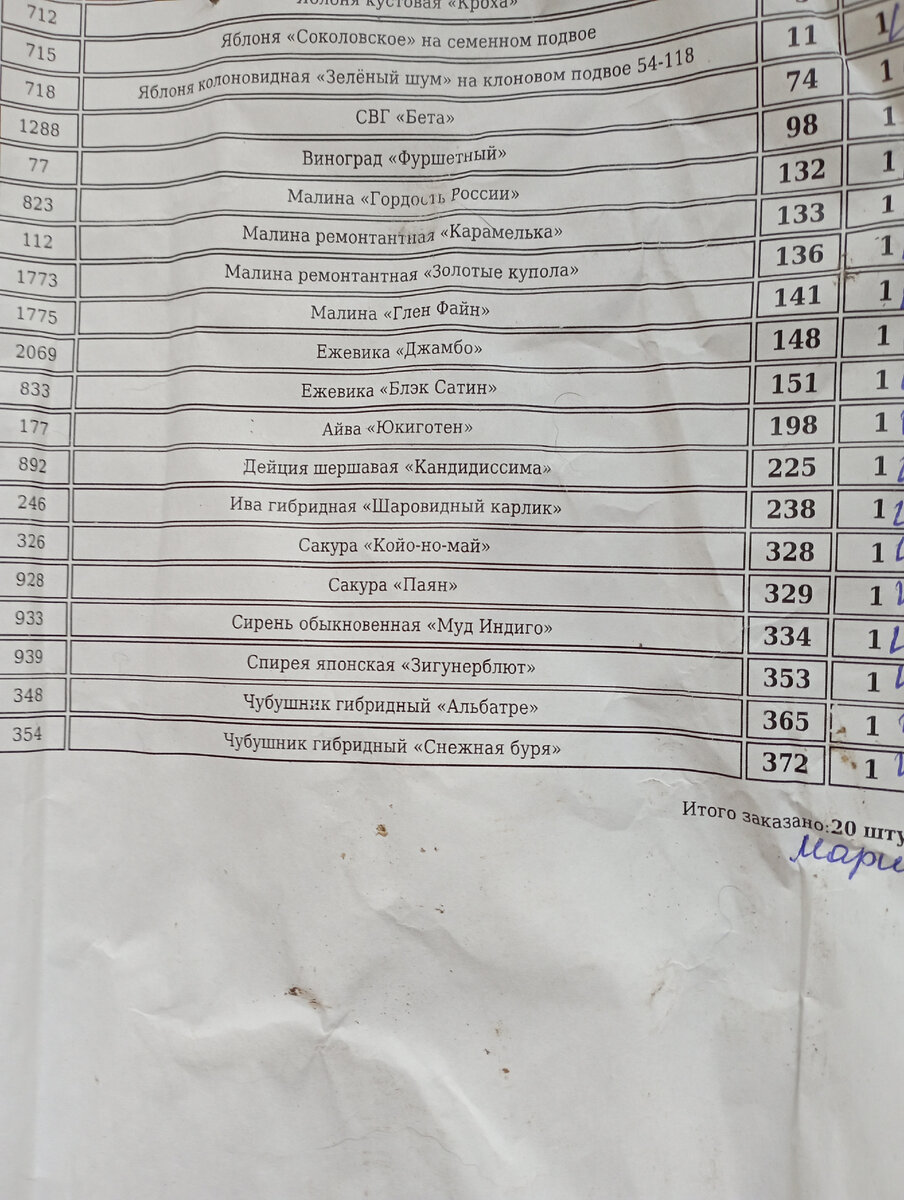 712 Яблоня кустовая «Кроха»
715 Яблоня «Соколовское» на семенном подвое
718 Яблоня колоновидная «Зелёный шум» на клоновом подвое 54-118 11 1
1288 СВГ «Бета» 74 1
77 Виноград «Фуршетный» 98 1
823 Малина «Гордость России» 132 1
112 Малина ремонтантная «Карамелька» 133 1
1773 Малина ремонтантная «Золотые купола» 136 1
1775 Малина «Глен Файн» 141 1
2069 Ежевика «Джамбо» 148 1
833 Ежевика «Блэк Сатин» 151 1
177 Айва «Юкиготен» 198 1
892 Дейция шершавая «Кандидиссима» 225 1
246 Ива гибридная «Шаровидный карлик» 238 1
326 Сакура «Койо-но-май» 328 1
928 Сакура «Паян» 329 1
933 Сирень обыкновенная «Муд Индиго» 334 1
939 Спирея японская «Зигунерблют» 353 1
348 Чубушник гибридный «Альбатре» 365 1
354 Чубушник гибридный «Снежная буря» 372 1
Итого заказано:20 шту
Мари